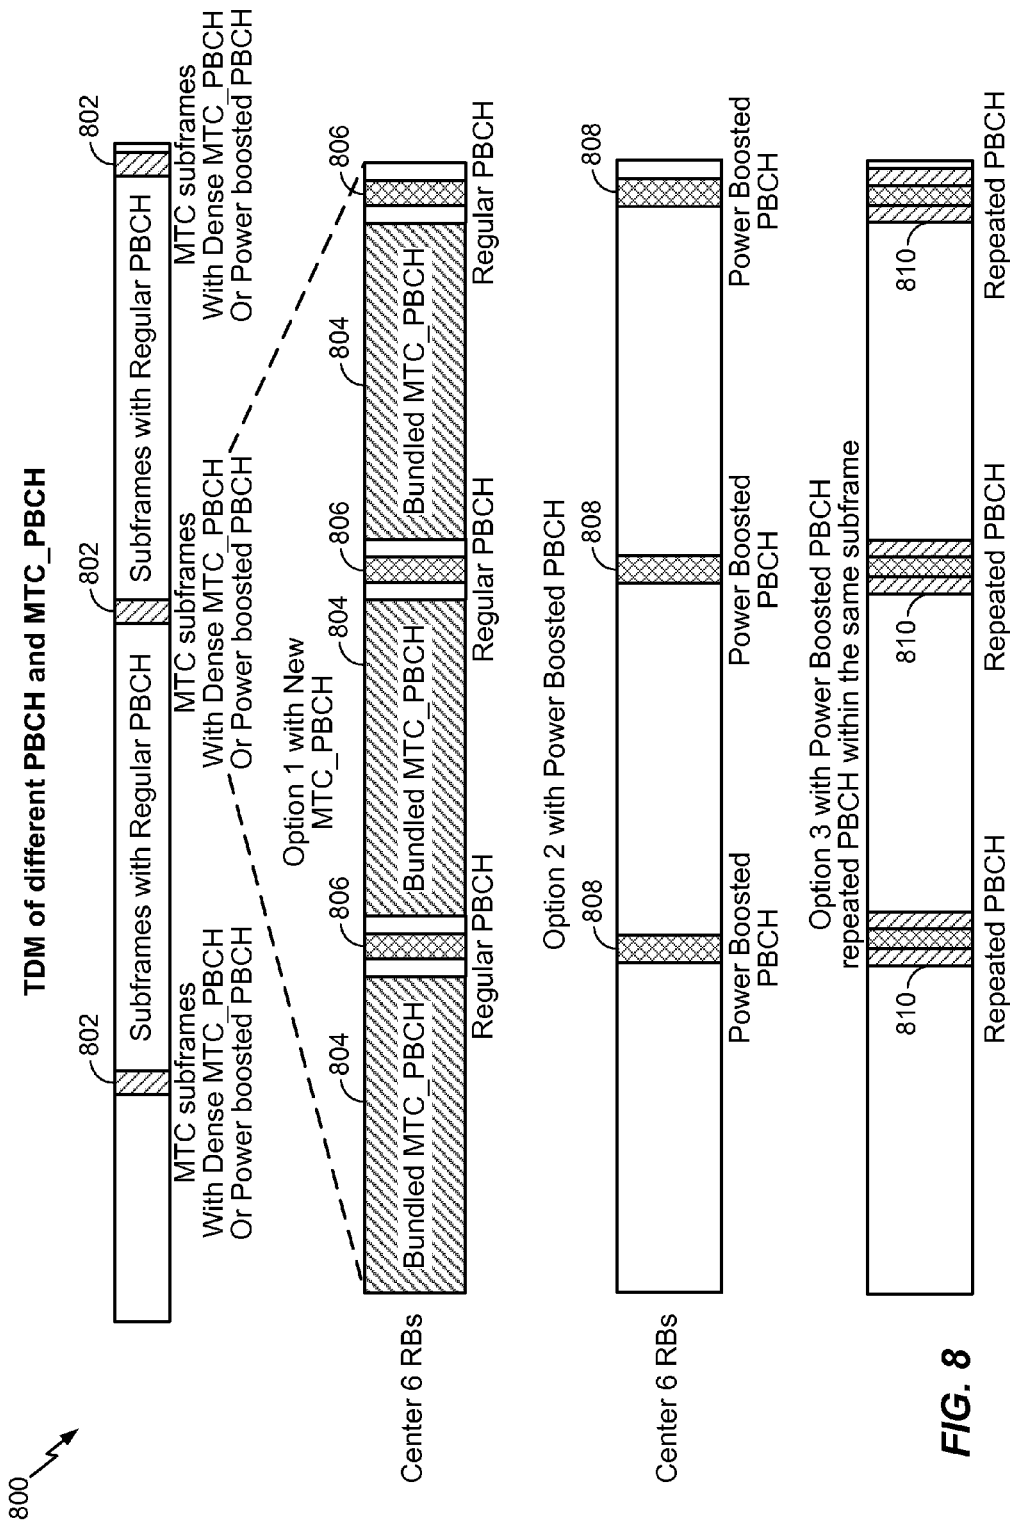 800
TDM of different PBCH and MTC_PBCH
802
802
802
Subframes with Regular PBCH
Subframes with Regular PBCH
MTC subframes
With Dense MTC_PBCH
Or Power boosted PBCH
MTC subframes
With Dense MTC_PBCH
Or Power boosted PBCH
MTC subframes
With Dense MTC_PBCH
Or Power boosted PBCH
Option 1 with New
MTC_PBCH
804
806
804
806
804
806
Center 6 RBs
Bundled MTC_PBCH
Bundled MTC_PBCH
Bundled MTC_PBCH
Regular PBCH
Regular PBCH
Regular PBCH
Option 2 with Power Boosted PBCH
808
808
808
Center 6 RBs
Power Boosted
PBCH
Power Boosted
PBCH
Power Boosted
PBCH
Option 3 with Power Boosted PBCH
repeated PBCH within the same subframe
810
810
810
Repeated PBCH
Repeated PBCH
Repeated PBCH
FIG. 8